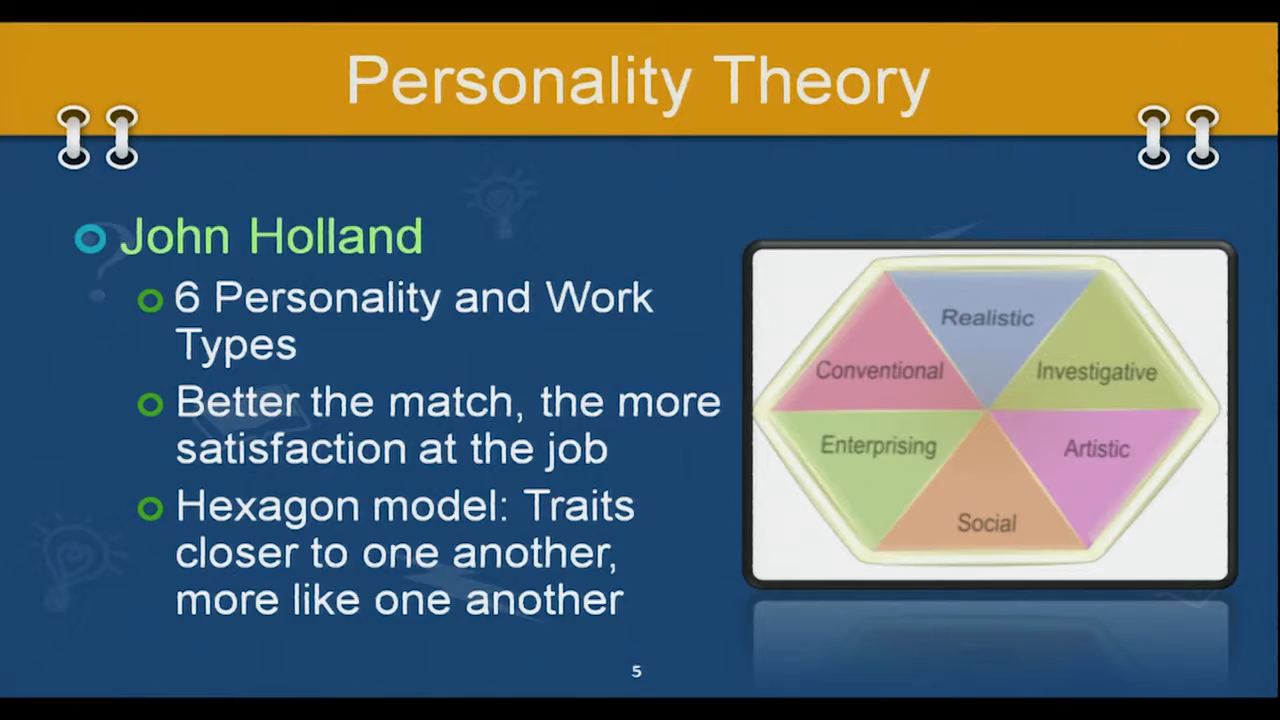 Personality Theory
John Holland
6 Personality and Work
Types
Better the match, the more
satisfaction at the job
Hexagon model: Traits
closer to one another,
more like one another
Realistic
Conventional
Investigative
Enterprising
Artistic
Social
5